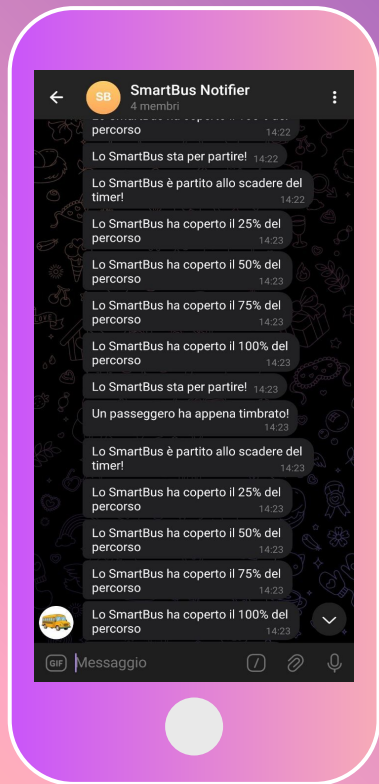 SB
SmartBus Notifier
4 membri
percorso
14:22
Lo SmartBus sta per partire! 14:22
Lo SmartBus è partito allo scadere del
timer!
14:22
Lo SmartBus ha coperto il 25% del
percorso
14:23
Lo SmartBus ha coperto il 50% del
percorso
14:23
Lo SmartBus ha coperto il 75% del
percorso
14:23
Lo SmartBus ha coperto il 100% del
percorso
14:23
Lo SmartBus sta per partire! 14:23
Un passeggero ha appena timbrato!
14:23
Lo SmartBus è partito allo scadere del
timer!
14:23
Lo SmartBus ha coperto il 25% del
percorso
14:23
Lo SmartBus ha coperto il 50% del
percorso
14:23
Lo SmartBus ha coperto il 75% del
percorso
14:23
Lo SmartBus ha coperto il 100% del
percorso
14:23
GIF
Messaggio
/